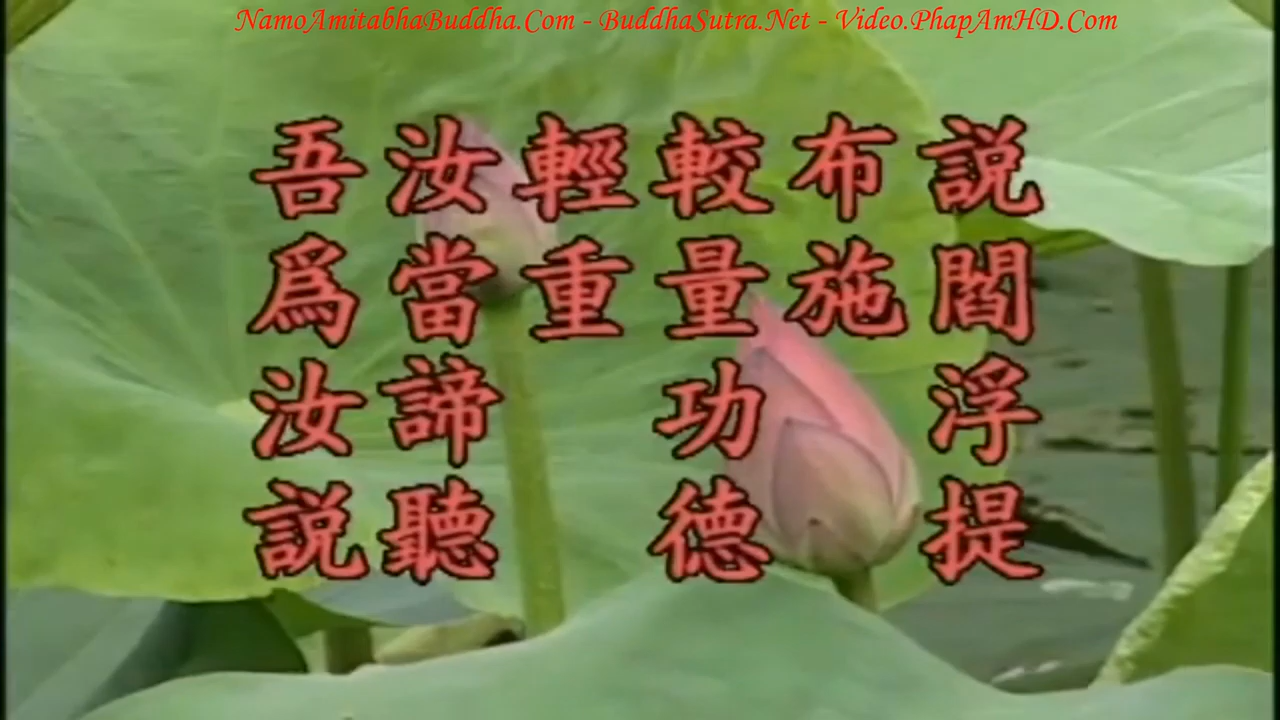 NamoAmitabhaBuddha.Com - BuddhaSutra.Net - Video.PhapAmHD.Com
説閻浮提
布施
較量功德
輕重
汝當諦聽
吾爲汝說